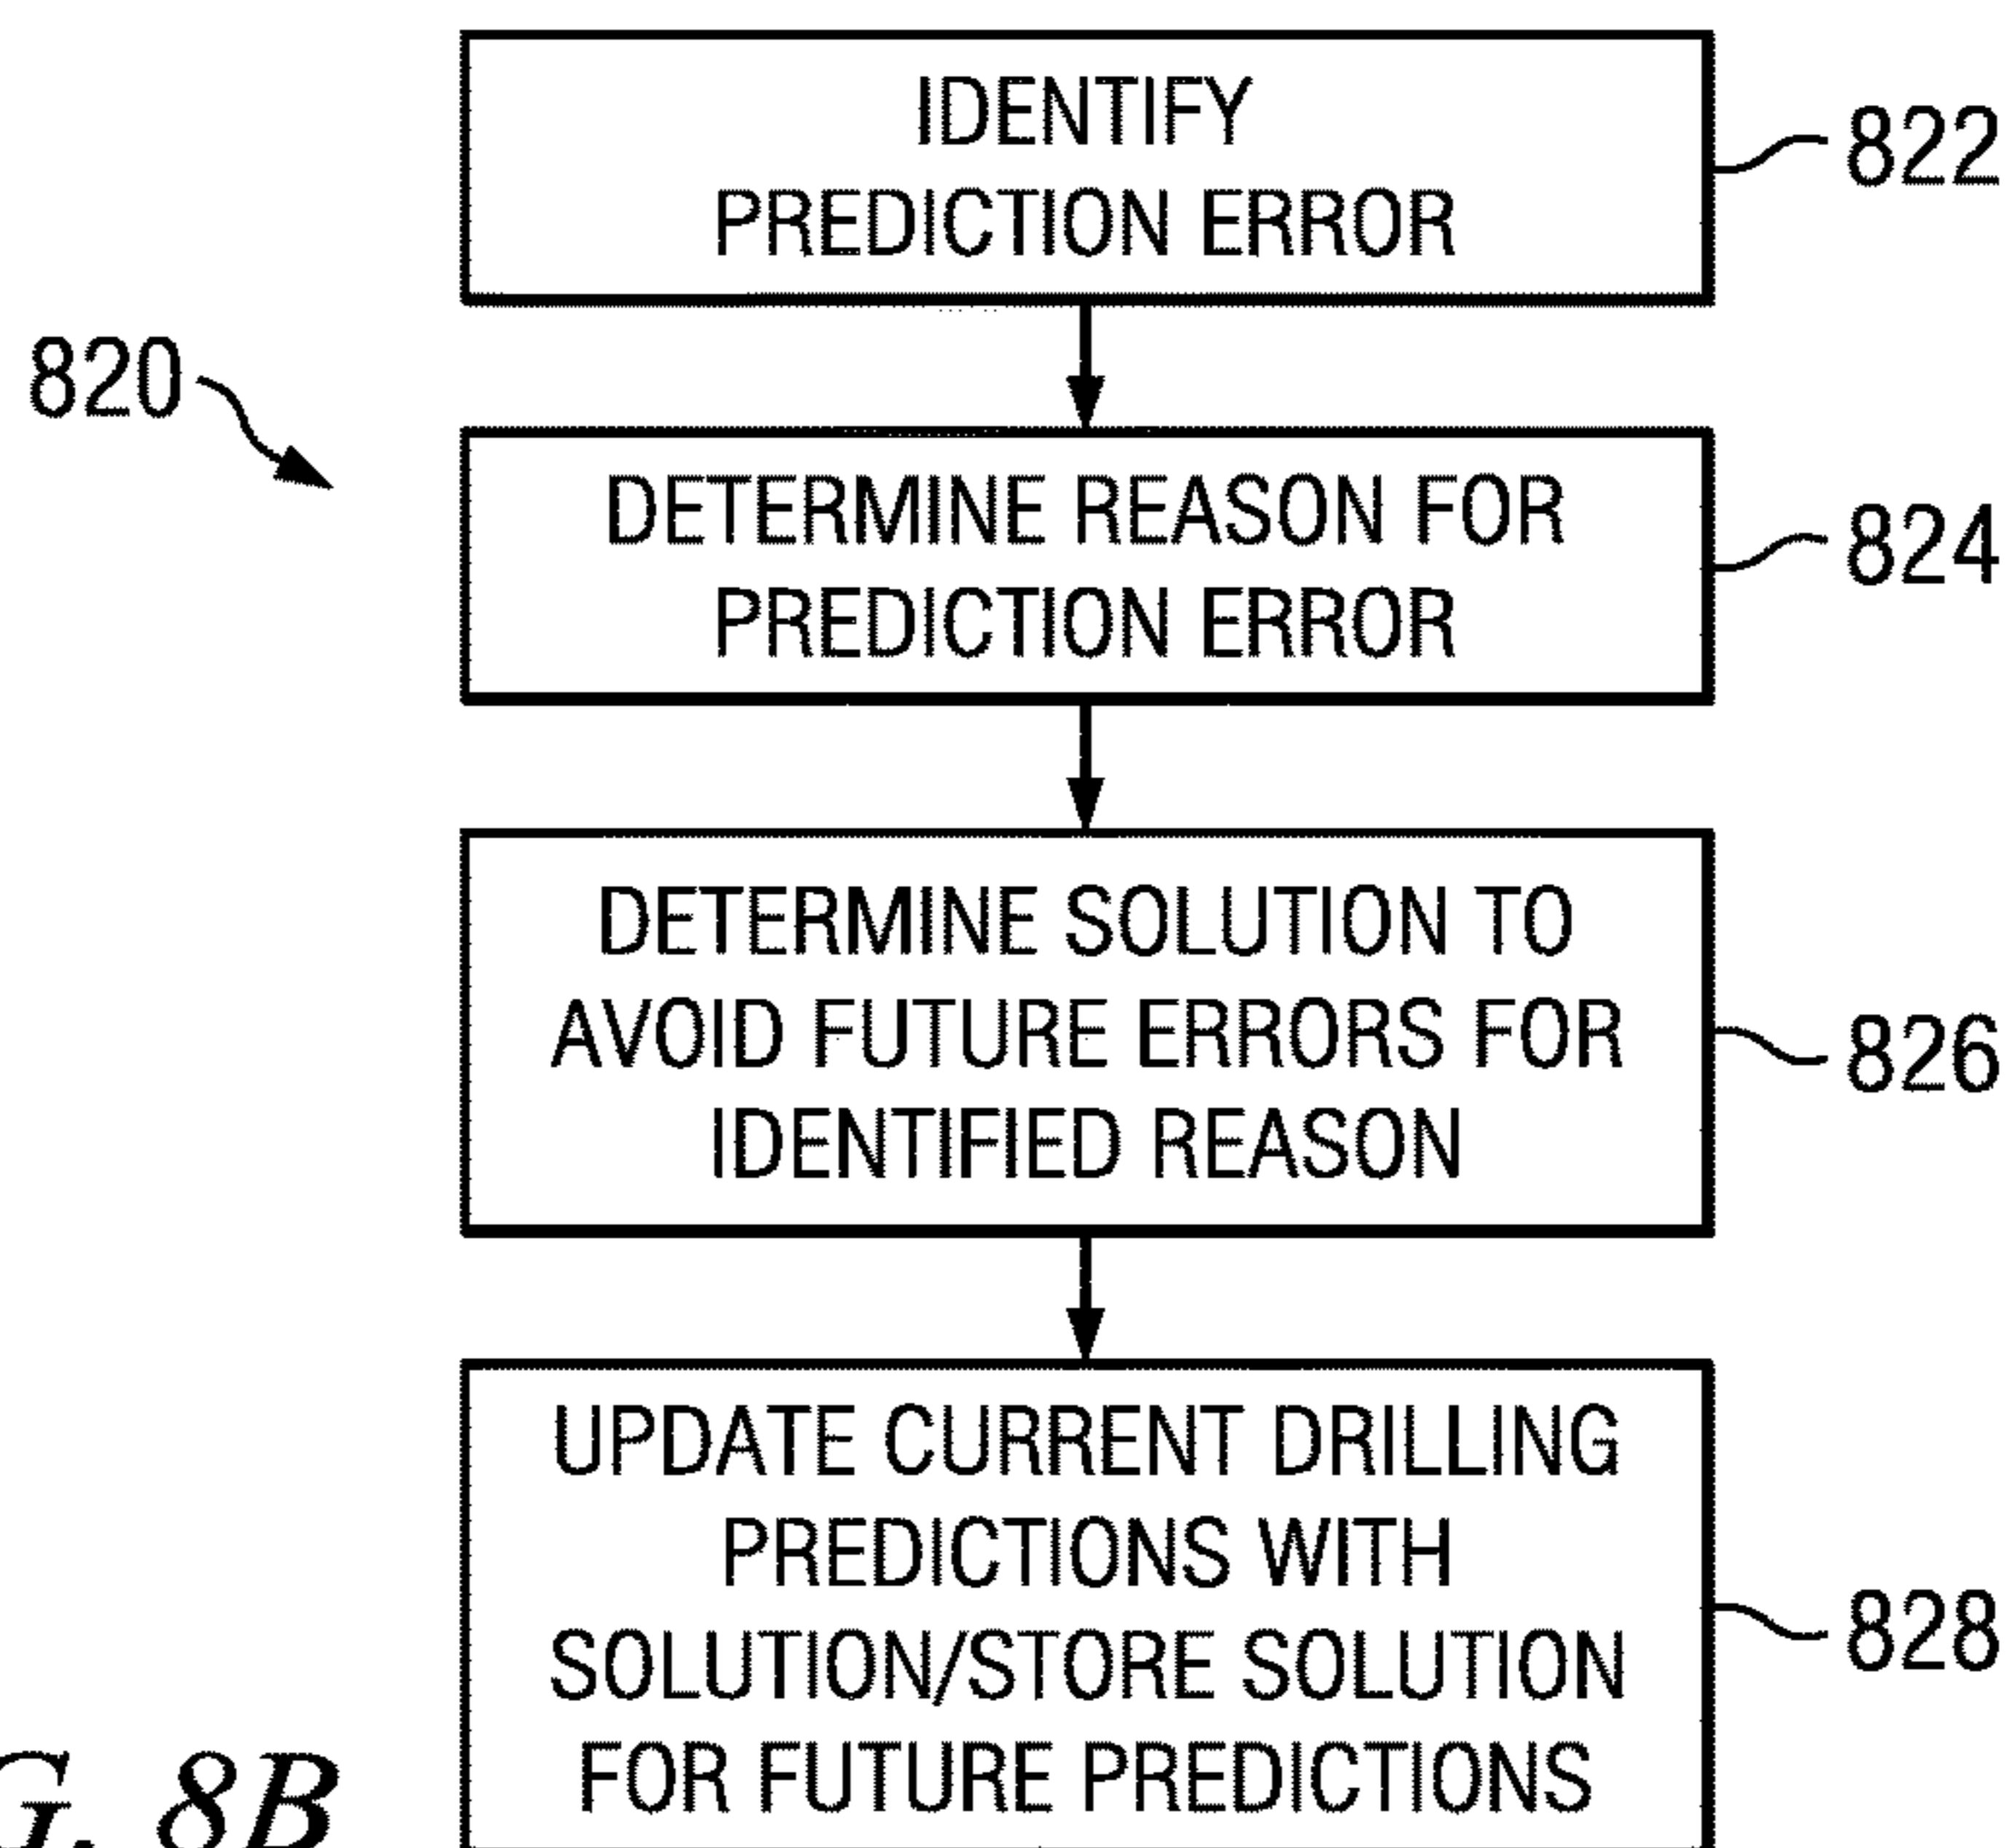 IDENTIFY
PREDICTION ERROR
822
820
DETERMINE REASON FOR
PREDICTION ERROR
824
DETERMINE SOLUTION TO
AVOID FUTURE ERRORS FOR
IDENTIFIED REASON
826
UPDATE CURRENT DRILLING
PREDICTIONS WITH
SOLUTION/STORE SOLUTION
FOR FUTURE PREDICTIONS
828
G. 8B